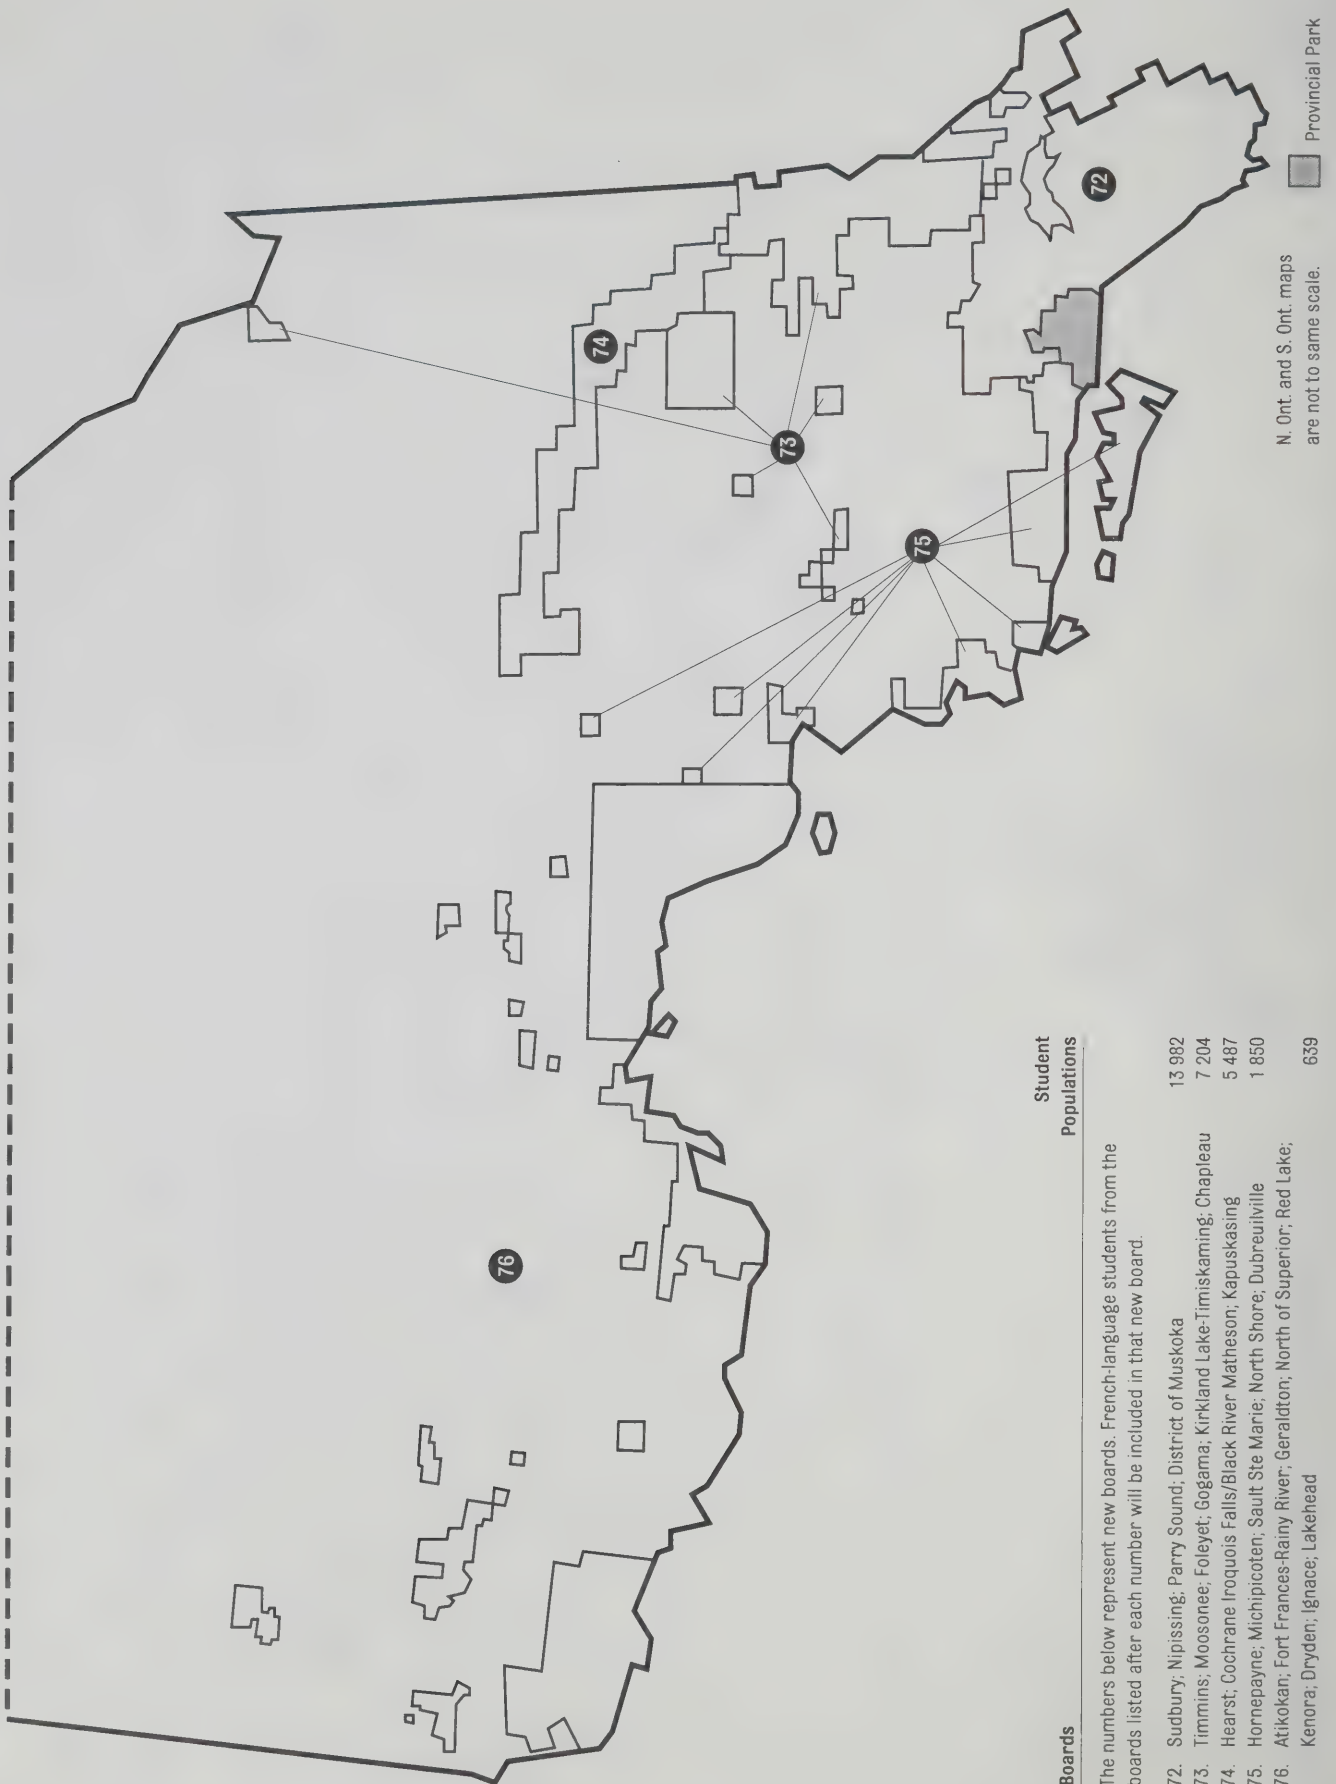 Boards
Student
Populations
The numbers below represent new boards. French-language students from the
boards listed after each number will be included in that new board.
72. Sudbury; Nipissing; Parry Sound; District of Muskoka 13 982
73. Timmins; Moosonee; Foleyet; Gogama; Kirkland Lake-Timiskaming; Chapleau 7 204
74. Hearst; Cochrane Iroquois Falls/Black River Matheson; Kapuskasing 5 487
75. Hornepayne; Michipicoten; Sault Ste Marie; North Shore; Dubreuilville 1 850
76. Atikokan; Fort Frances-Rainy River; Geraldton; North of Superior; Red Lake;
Kenora; Dryden; Ignace; Lakehead 639
76
75
73
74
72
N. Ont. and S. Ont. maps
are not to same scale.
Provincial Park